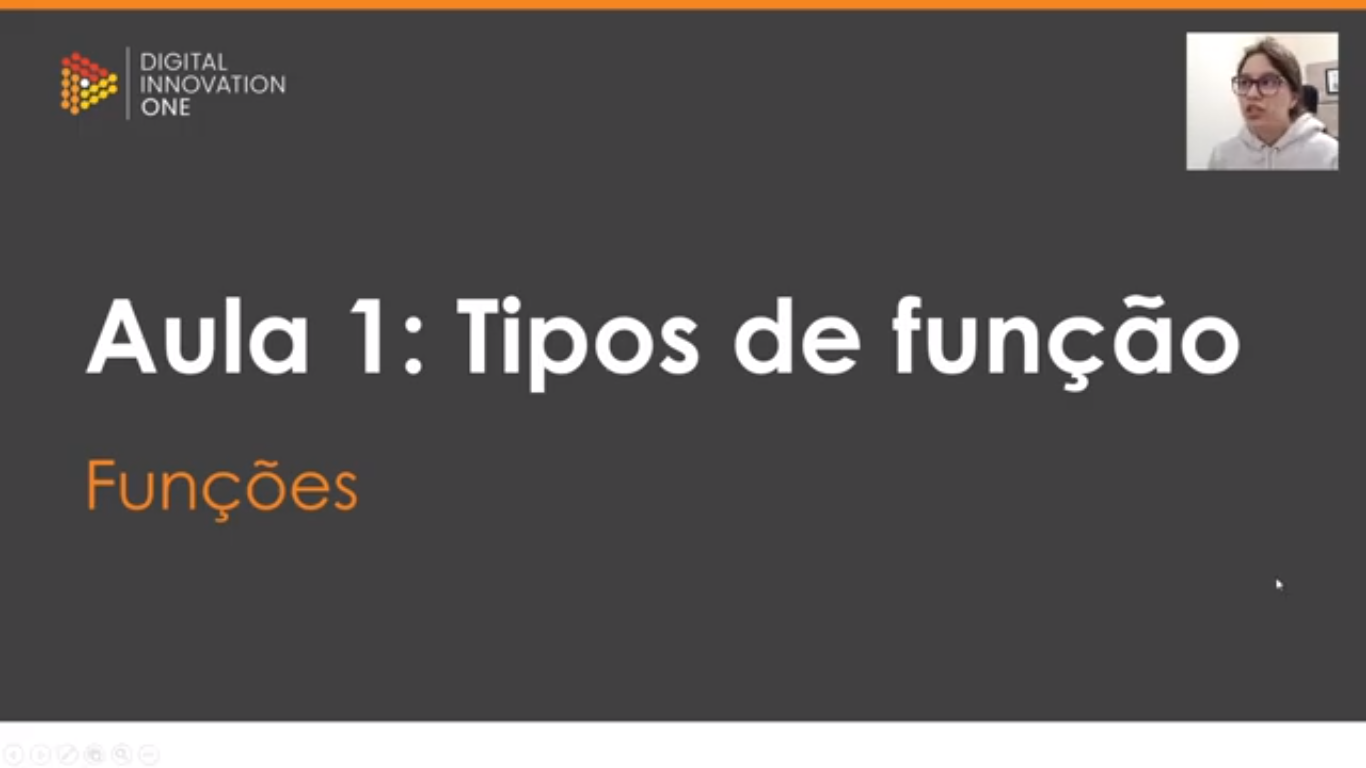 DIGITAL
INNOVATION
ONE
Aula 1: Tipos de função
Funções